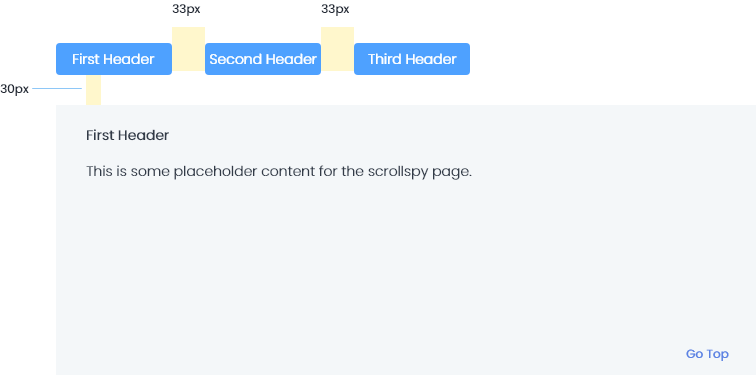 33px 33px
First Header Second Header Third Header
30px
First Header
This is some placeholder content for the scrollspy page.
Go Top